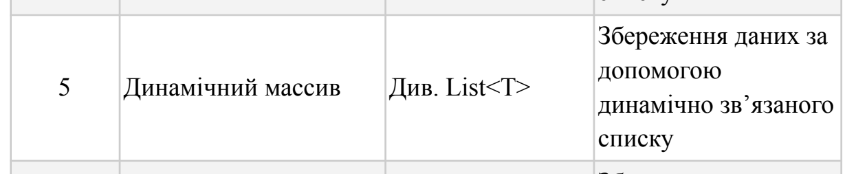 5
Динамічний массив
Див. List<T>
Збереження даних за
допомогою
динамічно зв’язаного
списку